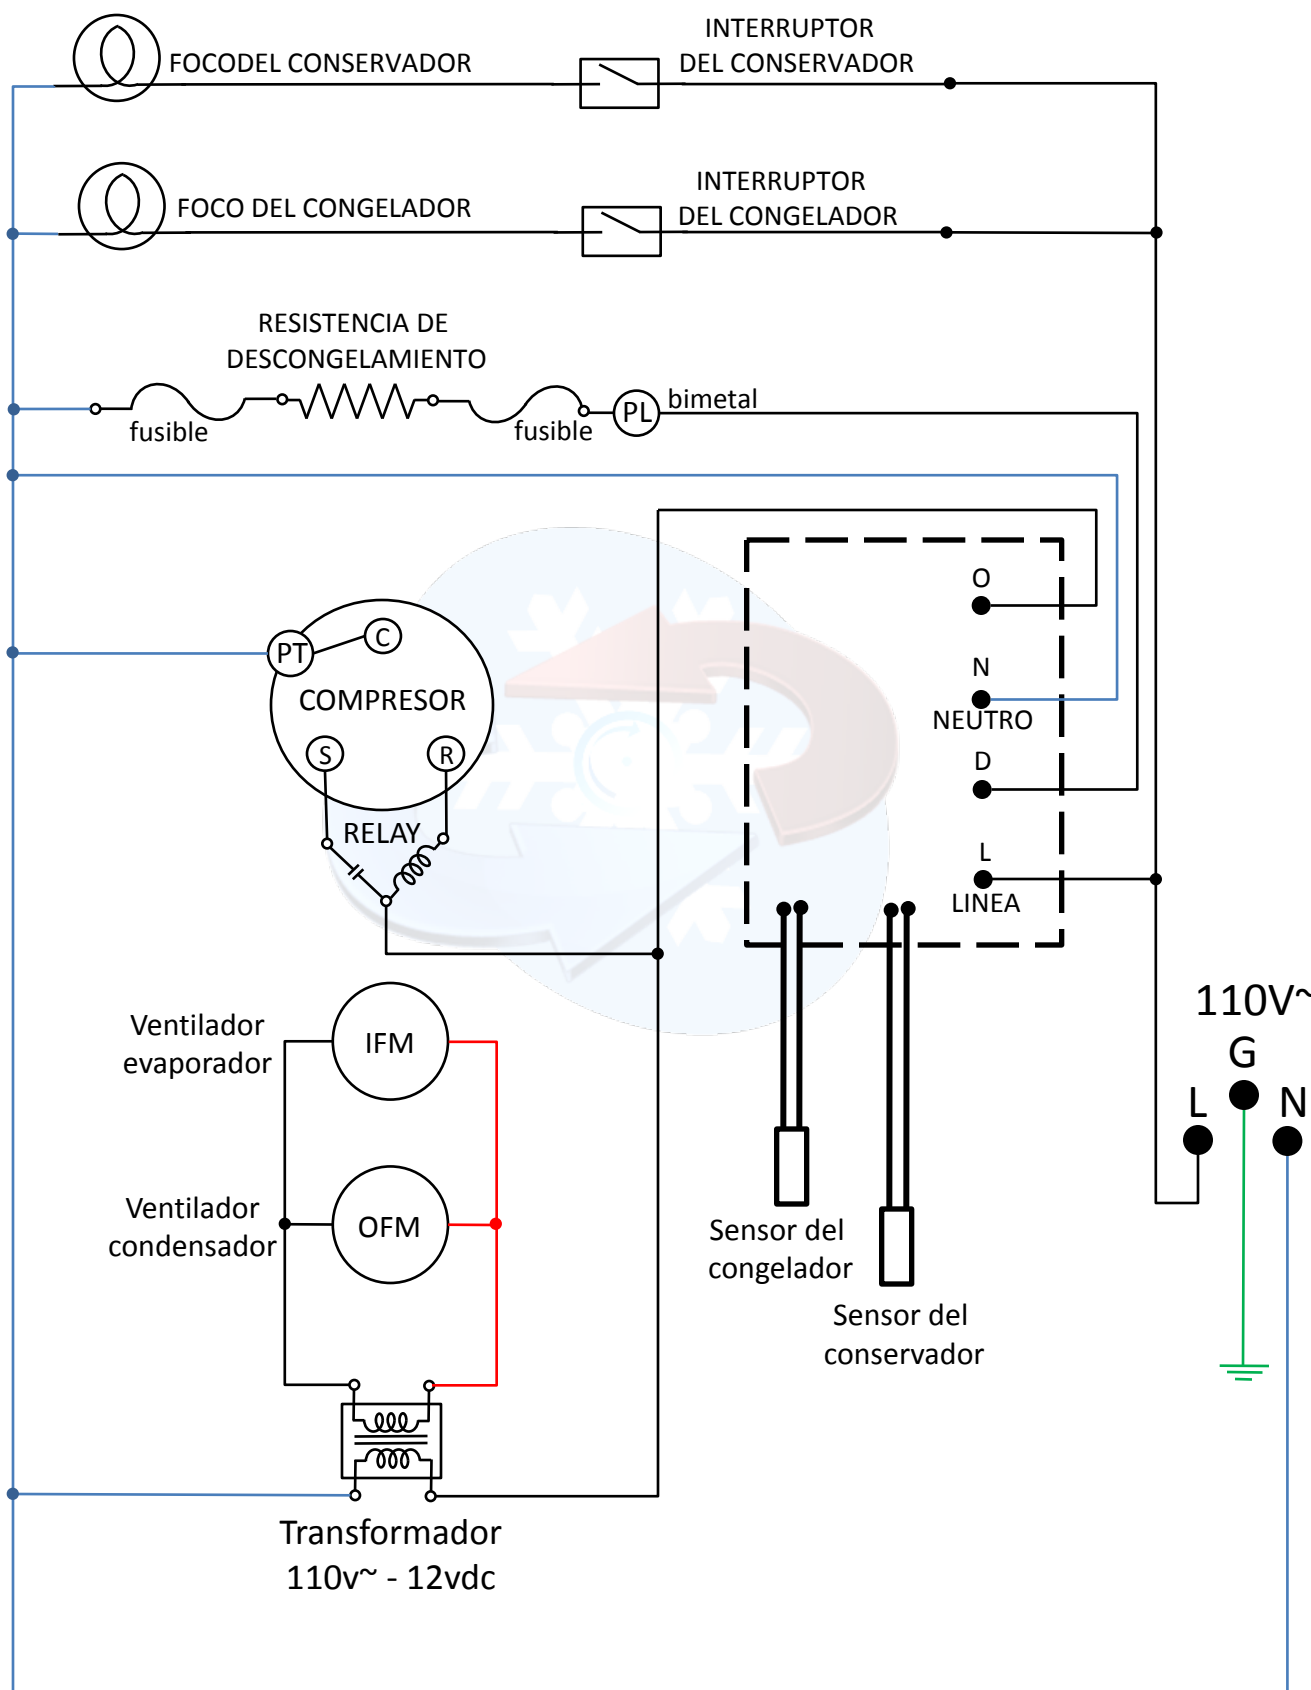 INTERRUPTOR
FOCODEL CONSERVADOR
DEL CONSERVADOR
INTERRUPTOR
FOCO DEL CONGELADOR
DEL CONGELADOR
RESISTENCIA DE
DESCONGELAMIENTO
fusible
fusible
PL
bimetal
O
N
NEUTRO
D
L
LINEA
PT
C
COMPRESOR
S
R
RELAY
Ventilador
evaporador
IFM
Ventilador
condensador
OFM
Sensor del
congelador
Sensor del
conservador
110V~
G
L
N
Transformador
110v~ - 12vdc